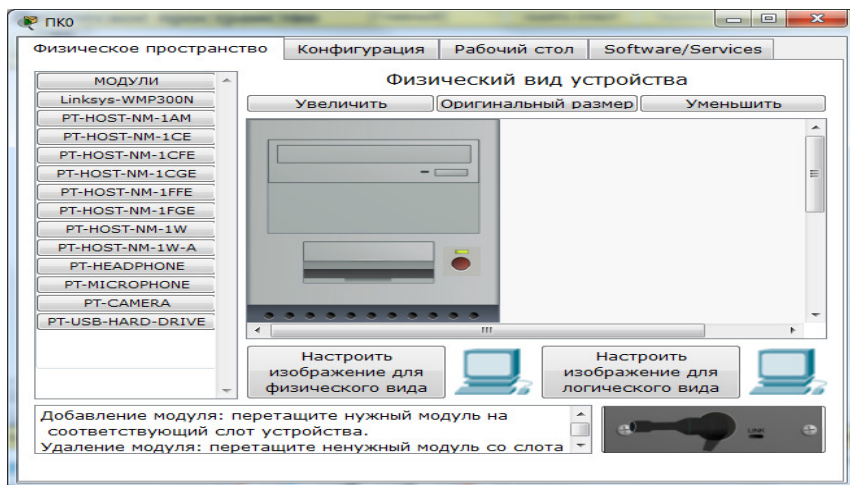 ПК0
Физическое пространство
Конфигурация
Рабочий стол
Software/Services
МОДУЛИ
Linksys-WMP300N
PT-HOST-NM-1AM
PT-HOST-NM-1CE
PT-HOST-NM-1CFE
PT-HOST-NM-1CGE
PT-HOST-NM-1FFE
PT-HOST-NM-1FGE
PT-HOST-NM-1W
PT-HOST-NM-1W-A
PT-HEADPHONE
PT-MICROPHONE
PT-CAMERA
PT-USB-HARD-DRIVE
Физический вид устройства
Увеличить
Оригинальный размер
Уменьшить
Настроить
изображение для
физического вида
Настроить
изображение для
логического вида
Добавление модуля: перетащите нужный модуль на
соответствующий слот устройства.
Удаление модуля: перетащите ненужный модуль со слота
LINK